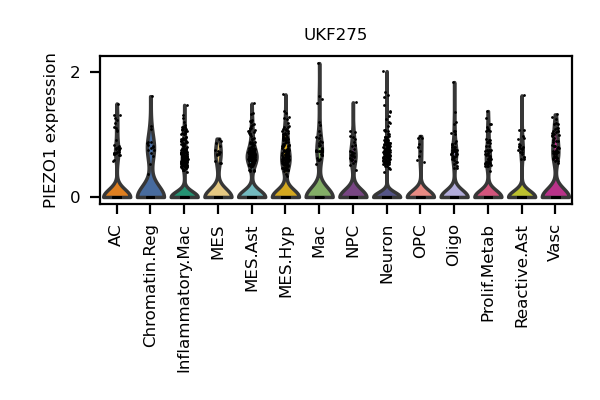 UKF275
PIEZO1 expression
2
0
AC
Chromatin.Reg
Inflammatory.Mac
MES
MES.Ast
MES.Hyp
Mac
NPC
Neuron
OPC
Oligo
Prolif.Metab
Reactive.Ast
Vasc